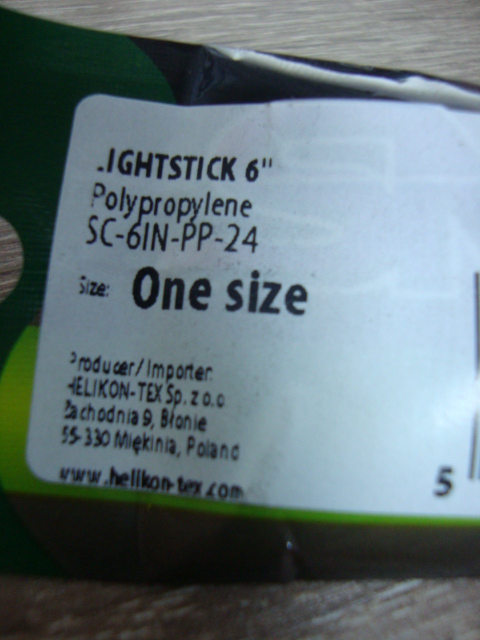 LIGHTSTICK 6"
Polypropylene
SC-6IN-PP-24
Size: One size
Producer/Importer:
HELIKON-TEX Sp. z o.o
Zachodnia 9, Błonie
55-330 Miękinia, Poland
www.helikon-tex.com
5